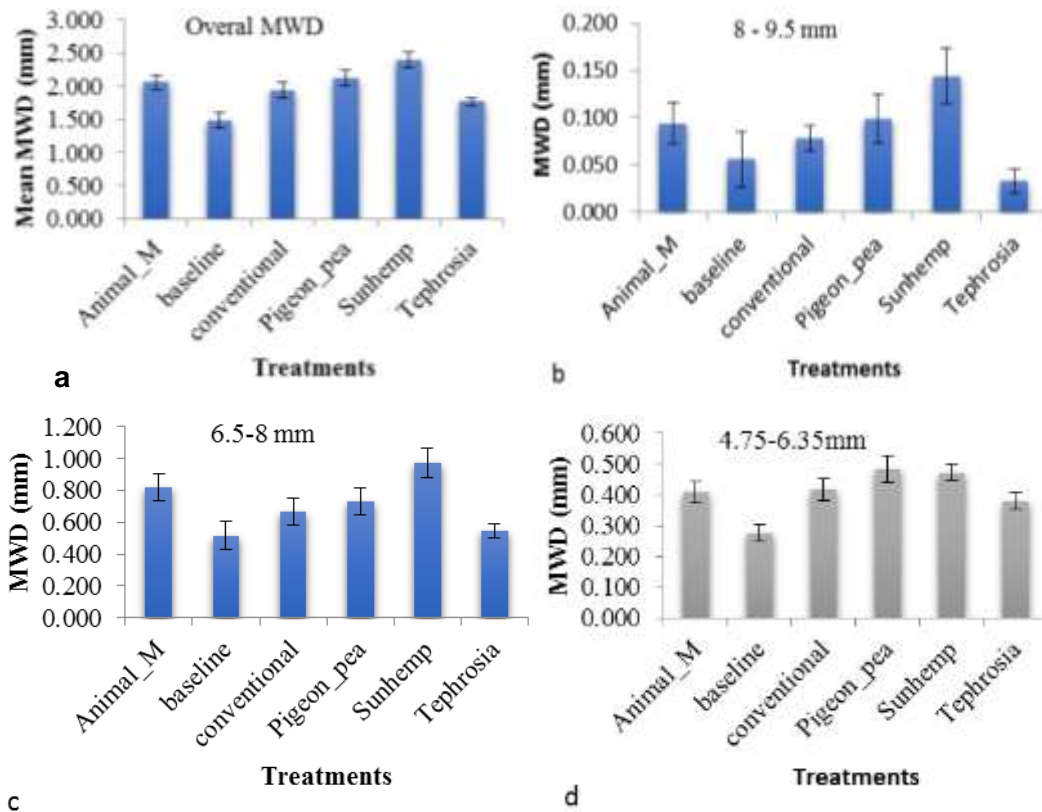 Overal MWD
Mean MWD (mm)
3.000
2.500
2.000
1.500
1.000
0.500
0.000
Animal_M
baseline
conventional
Pigeon_pea
Sunhemp
Tephrosia
Treatments
a
8 - 9.5 mm
MWD (mm)
0.200
0.150
0.100
0.050
0.000
Animal_M
baseline
conventional
Pigeon_pea
Sunhemp
Tephrosia
Treatments
b
6.5-8 mm
MWD (mm)
1.200
1.000
0.800
0.600
0.400
0.200
0.000
Animal_M
baseline
conventional
Pigeon_pea
Sunhemp
Tephrosia
Treatments
c
4.75-6.35mm
MWD (mm)
0.600
0.500
0.400
0.300
0.200
0.100
0.000
Animal_M
baseline
conventional
Pigeon_pea
Sunhemp
Tephrosia
Treatments
d